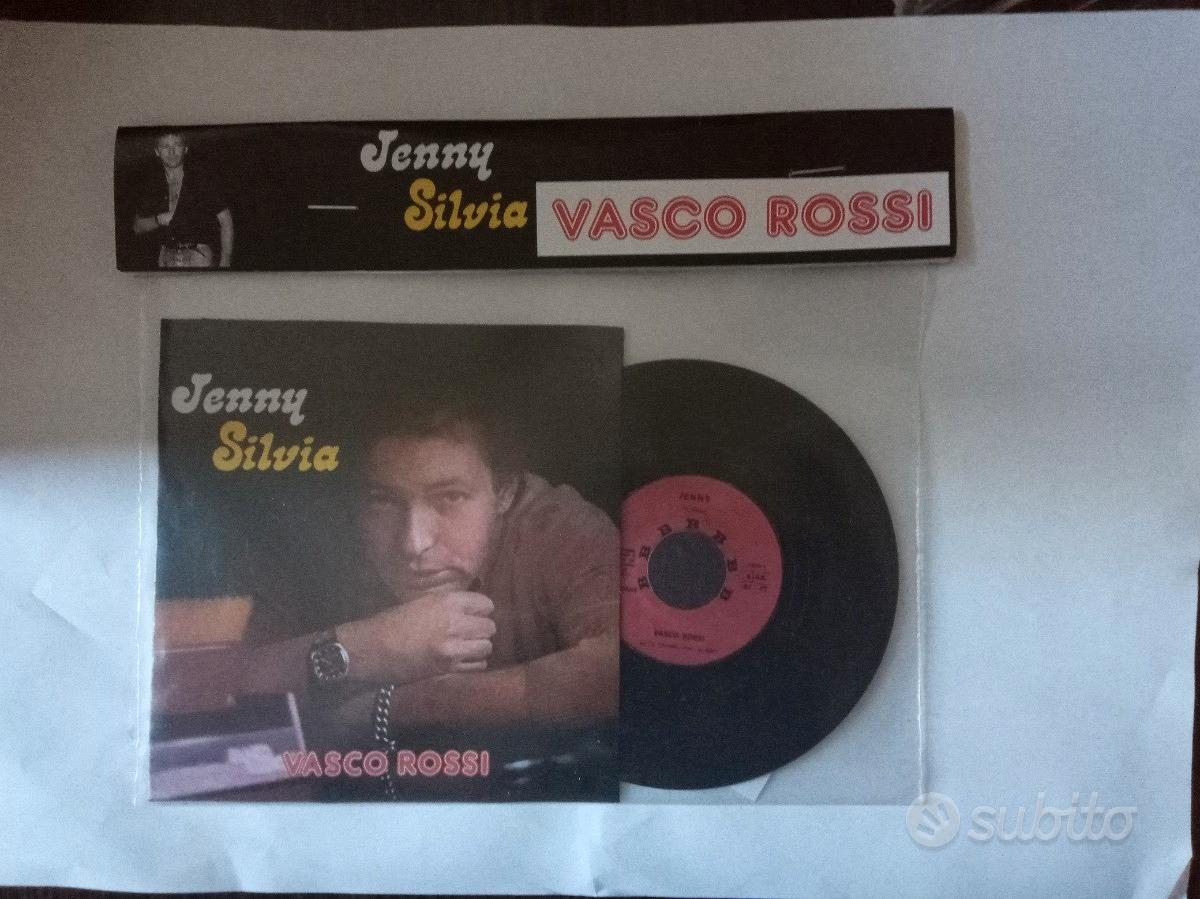 Jenny
Silvia
VASCO ROSSI
Jenny
Silvia
VASCO ROSSI
JENNY
B B B B B B B
VASCO ROSSI
subito